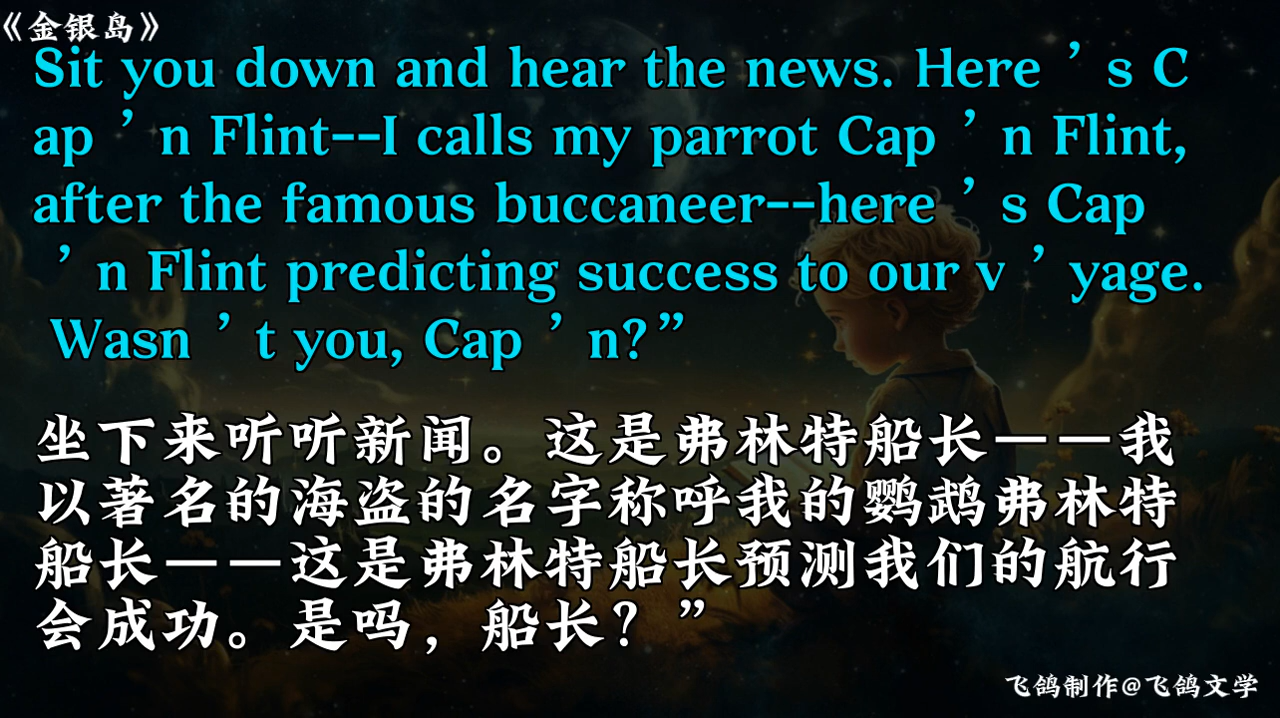 《金银岛》
Sit you down and hear the news. Here ’ s C
ap ’ n Flint--I calls my parrot Cap ’ n Flint,
after the famous buccaneer--here ’ s Cap
’ n Flint predicting success to our v ’ yage.
Wasn ’ t you, Cap ’ n?”
坐下来听听新闻。这是弗林特船长——我
以著名的海盗的名字称呼我的鹦鹉弗林特
船长——这是弗林特船长预测我们的航行
会成功。是吗，船长？”
飞鸽制作@飞鸽文学